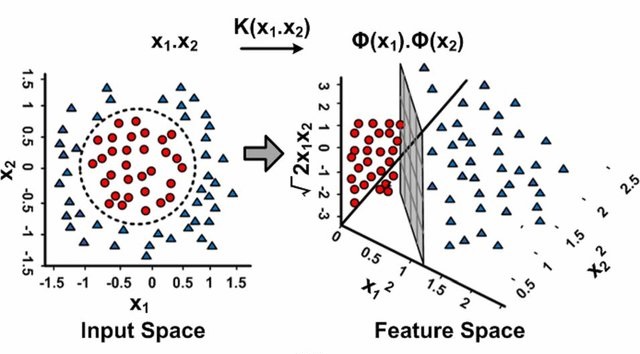 x₁.x₂ K(x₁.x₂) Φ(x₁).Φ(x₂)
1.5
1
0.5
0
-0.5
-1
-1.5
x₂
-1.5 -1 -0.5 0 0.5 1 1.5
x₁
Input Space
3
2
1
0
-1
-2
-3
√2x₁x₂
0 0.5 1 1.5 2
x₁²
0.5 1 1.5 2 2.5
x₂²
Feature Space